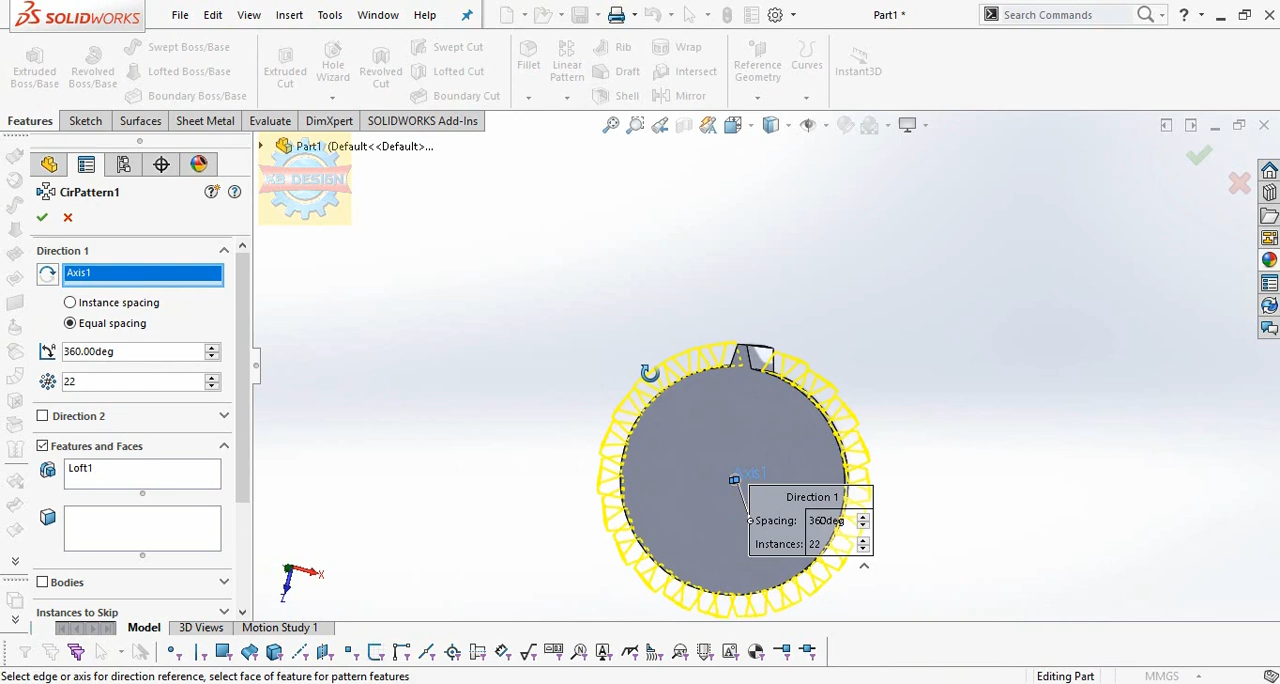 DS SOLIDWORKS File Edit View Insert Tools Window Help Part1 * Search Commands ?
Extruded Boss/Base Revolved Boss/Base Swept Boss/Base Lofted Boss/Base Boundary Boss/Base Extruded Cut Hole Wizard Revolved Cut Swept Cut Lofted Cut Boundary Cut Fillet Linear Pattern Rib Draft Shell Wrap Intersect Mirror Reference Geometry Curves Instant3D
Features Sketch Surfaces Sheet Metal Evaluate DimXpert SOLIDWORKS Add-Ins
Part1 (Default<<Default>...
KB DESIGN
CirPattern1
Direction 1
Axis1
Instance spacing
Equal spacing
360.00deg
22
Direction 2
Features and Faces
Loft1
Bodies
Instances to Skip
Axis1
Direction 1
Spacing: 360deg
Instances: 22
X
Z
Model 3D Views Motion Study 1
Select edge or axis for direction reference, select face of feature for pattern features Editing Part MMGS